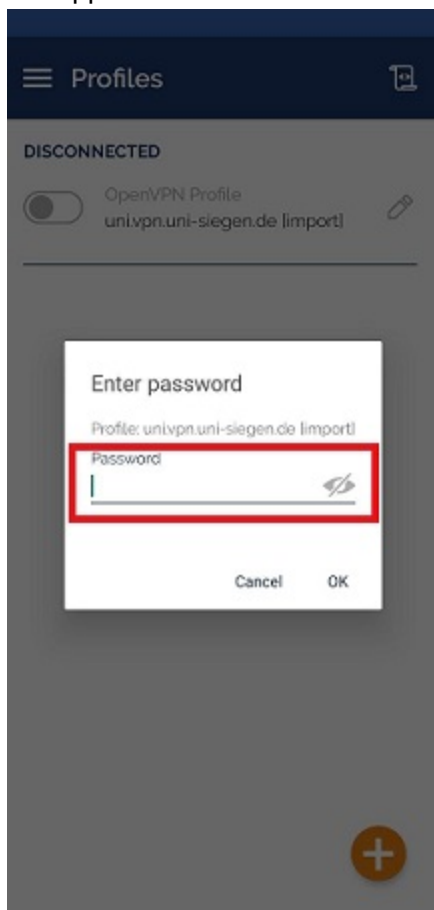 Profiles
DISCONNECTED
OpenVPN Profile
uni.vpn.uni-siegen.de [import]
Enter password
Profile: uni.vpn.uni-siegen.de [import]
Password
Cancel OK